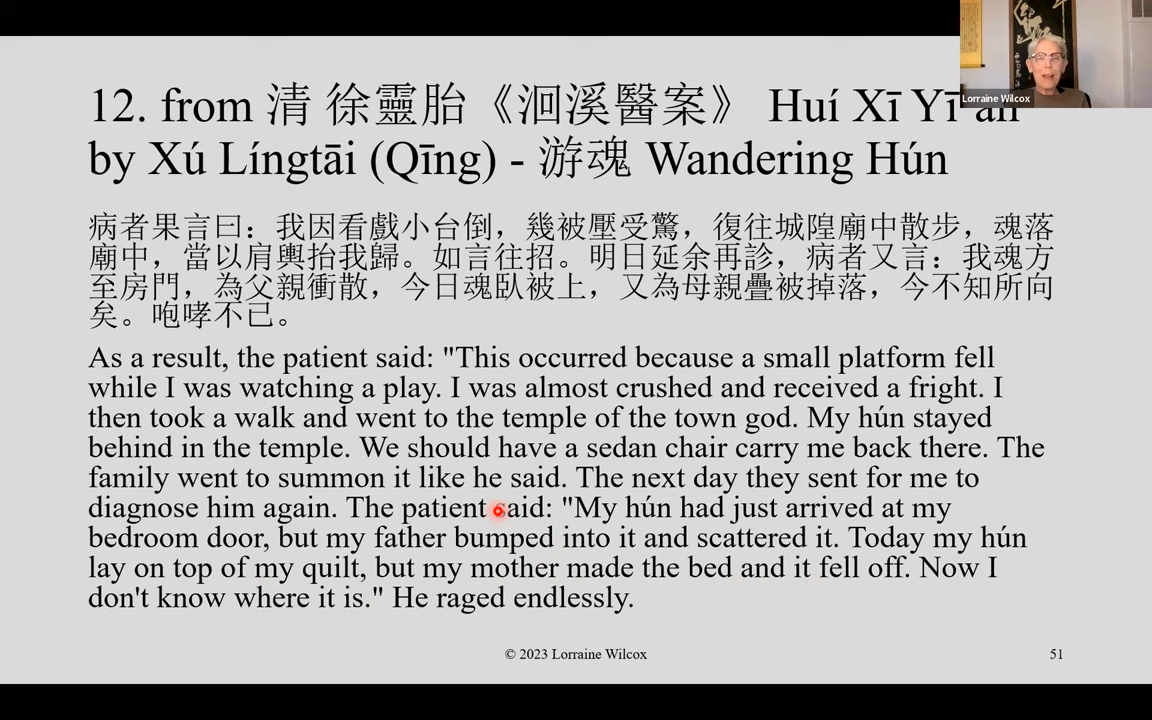 12. from 清 徐靈胎《洄溪醫案》 Huí Xī Yī àn
by Xú Língtāi (Qīng) - 游魂 Wandering Hún
Lorraine Wilcox
病者果言曰：我因看戲小台倒，幾被壓受驚，復往城隍廟中散步，魂落
廟中，當以肩輿抬我歸。如言往招。明日延余再診，病者又言：我魂方
至房門，為父親衝散，今日魂臥被上，又為母親疊被掉落，今不知所向
矣。咆哮不已。
As a result, the patient said: "This occurred because a small platform fell
while I was watching a play. I was almost crushed and received a fright. I
then took a walk and went to the temple of the town god. My hún stayed
behind in the temple. We should have a sedan chair carry me back there. The
family went to summon it like he said. The next day they sent for me to
diagnose him again. The patient said: "My hún had just arrived at my
bedroom door, but my father bumped into it and scattered it. Today my hún
lay on top of my quilt, but my mother made the bed and it fell off. Now I
don't know where it is." He raged endlessly.
© 2023 Lorraine Wilcox
51